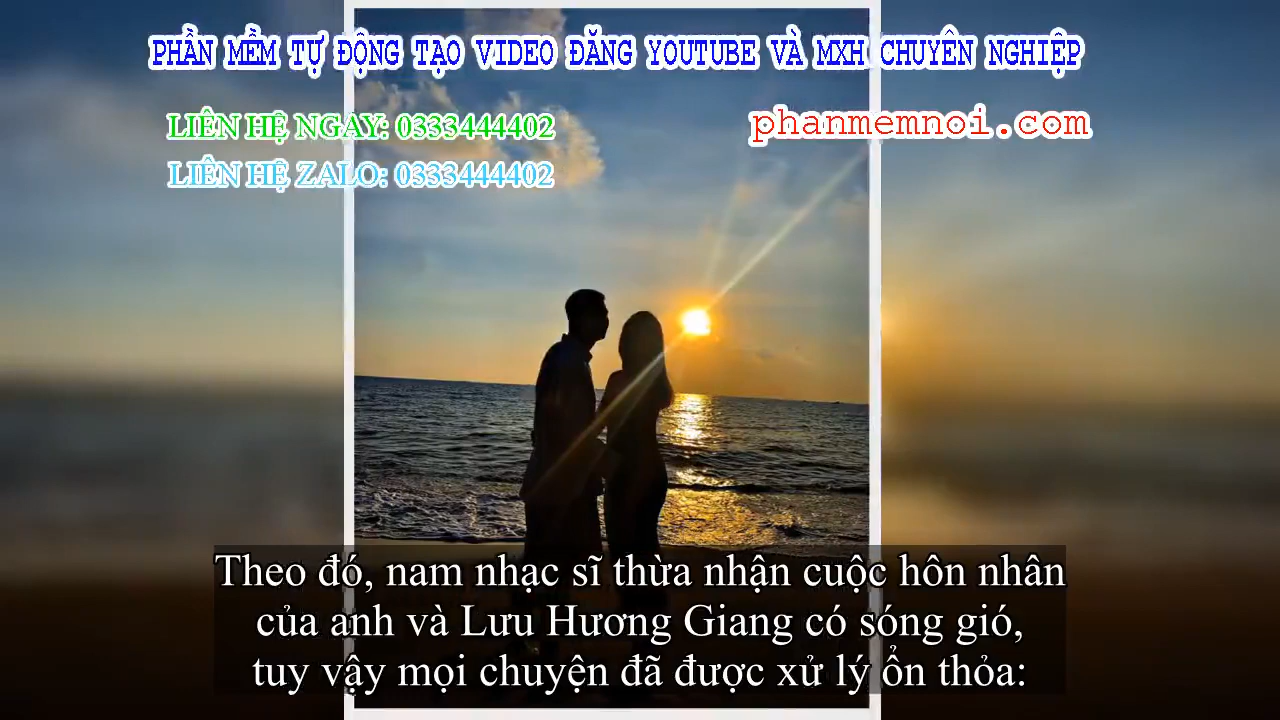 PHẦN MỀM TỰ ĐỘNG TẠO VIDEO ĐĂNG YOUTUBE VÀ MXH CHUYÊN NGHIỆP
LIÊN HỆ NGAY: 0333444402
phanmemnoi.com
LIÊN HỆ ZALO: 0333444402
Theo đó, nam nhạc sĩ thừa nhận cuộc hôn nhân
của anh và Lưu Hương Giang có sóng gió,
tuy vậy mọi chuyện đã được xử lý ổn thỏa: